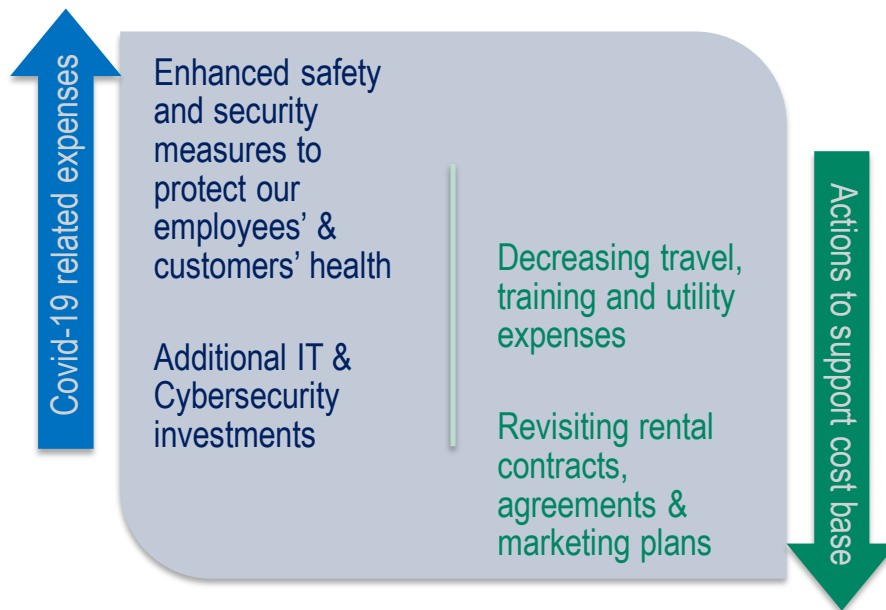 Covid-19 related expenses
Enhanced safety
and security
measures to
protect our
employees’ &
customers’ health
Additional IT &
Cybersecurity
investments
Decreasing travel,
training and utility
expenses
Revisiting rental
contracts,
agreements &
marketing plans
Actions to support cost base